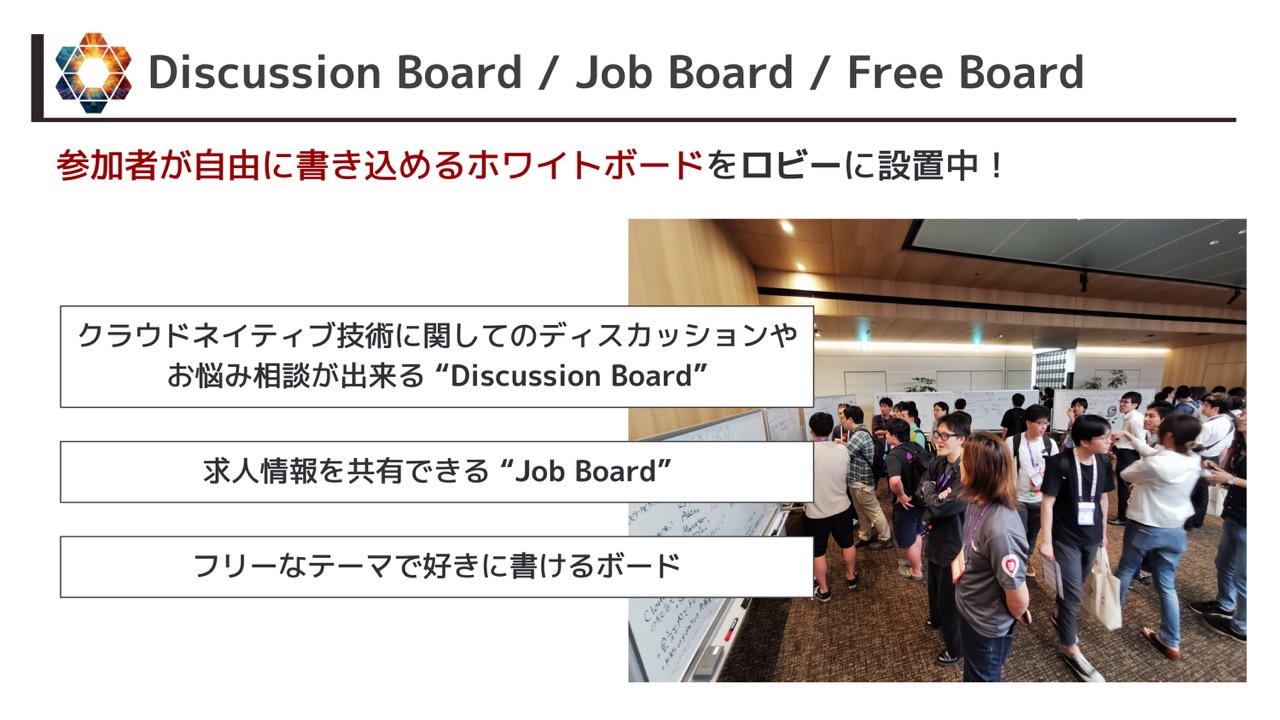 Discussion Board / Job Board / Free Board
参加者が自由に書き込めるホワイトボードをロビーに設置中！
クラウドネイティブ技術に関してのディスカッションや
お悩み相談が出来る “Discussion Board”
求人情報を共有できる “Job Board”
フリーなテーマで好きに書けるボード